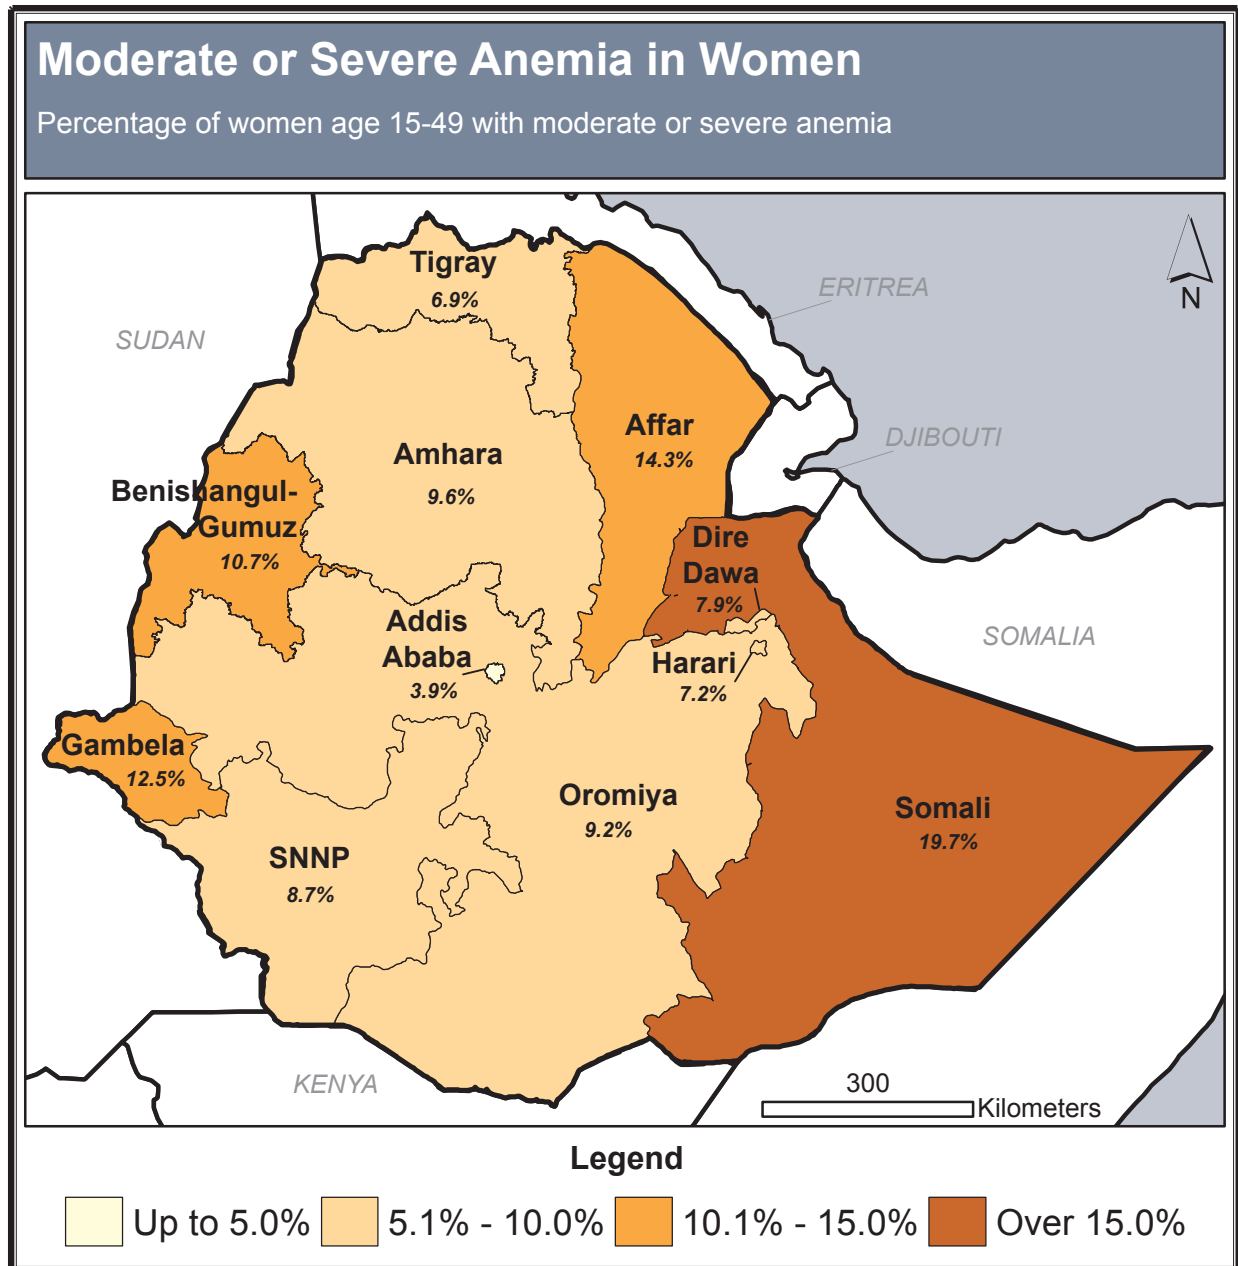 Moderate or Severe Anemia in Women
Percentage of women age 15-49 with moderate or severe anemia
Tigray
6.9%
ERITREA
N
SUDAN
Affar
14.3%
DJIBOUTI
Amhara
9.6%
Benishangul-
Gumuz
10.7%
Dire
Dawa
7.9%
Addis
Ababa
3.9%
SOMALIA
Harari
7.2%
Gambela
12.5%
Oromiya
9.2%
Somali
19.7%
SNNP
8.7%
KENYA
300
Kilometers
Legend
Up to 5.0%
5.1% - 10.0%
10.1% - 15.0%
Over 15.0%